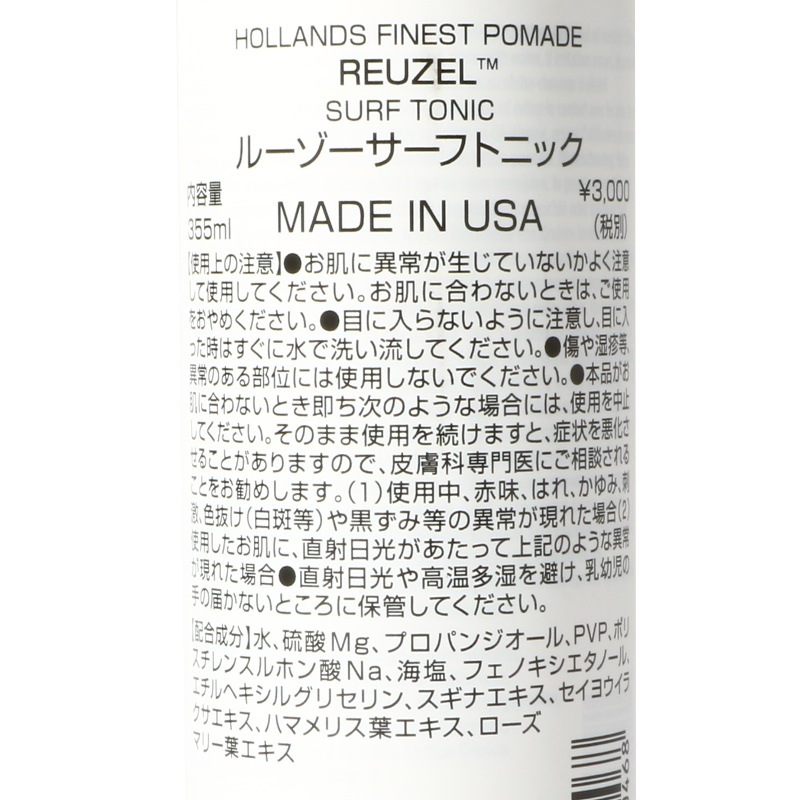 HOLLANDS FINEST POMADE
REUZEL™
SURF TONIC
ルーゾーサーフトニック
内容量
355ml
MADE IN USA
¥3,000
(税別)
【使用上の注意】●お肌に異常が生じていないかよく注意
して使用してください。お肌に合わないときは、ご使用
をおやめください。●目に入らないように注意し、目に入
った時はすぐに水で洗い流してください。●傷や湿疹等、
異常のある部位には使用しないでください。●本品がお
肌に合わないとき即ち次のような場合には、使用を中止
してください。そのまま使用を続けますと、症状を悪化さ
せることがありますので、皮膚科専門医にご相談される
ことをお勧めします。(1)使用中、赤味、はれ、かゆみ、刺
激、色抜け(白斑等)や黒ずみ等の異常が現れた場合(2)
使用したお肌に、直射日光があたって上記のような異常
が現れた場合●直射日光や高温多湿を避け、乳幼児の
手の届かないところに保管してください。
【配合成分】水、硫酸Mg、プロパンジオール、PVP、ポリ
スチレンスルホン酸Na、海塩、フェノキシエタノール、
エチルヘキシルグリセリン、スギナエキス、セイヨウイラ
クサエキス、ハマメリス葉エキス、ローズ
マリー葉エキス